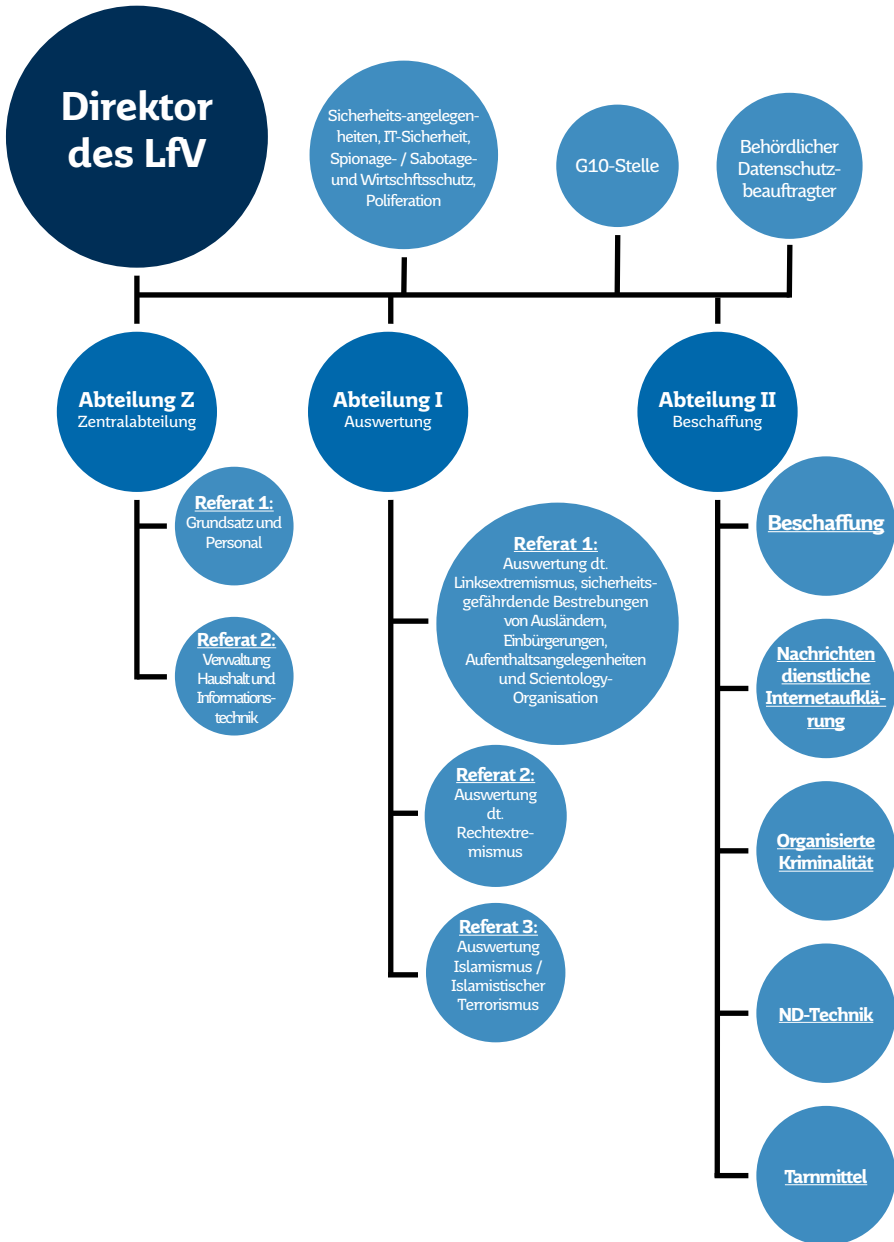 Direktor
des LfV
Sicherheits-angelegen-
heiten, IT-Sicherheit,
Spionage- / Sabotage-
und Wirtschftsschutz,
Poliferation
G10-Stelle
Behördlicher
Datenschutz-
beauftragter
Abteilung Z
Zentralabteilung
Abteilung I
Auswertung
Abteilung II
Beschaffung
Referat 1:
Grundsatz und
Personal
Referat 2:
Verwaltung
Haushalt und
Informations-
technik
Referat 1:
Auswertung dt.
Linksextremismus, sicherheits-
gefährdende Bestrebungen
von Ausländern,
Einbürgerungen,
Aufenthaltsangelegenheiten
und Scientology-
Organisation
Referat 2:
Auswertung
dt.
Rechtextre-
mismus
Referat 3:
Auswertung
Islamismus /
Islamistischer
Terrorismus
Beschaffung
Nachrichten
dienstliche
Internetaufklä-
rung
Organisierte
Kriminalität
ND-Technik
Tarnmittel